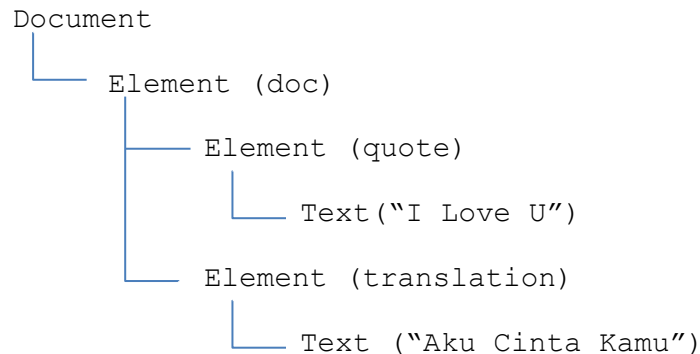 Document
Element (doc)
Element (quote)
Text(“I Love U”)
Element (translation)
Text (“Aku Cinta Kamu”)